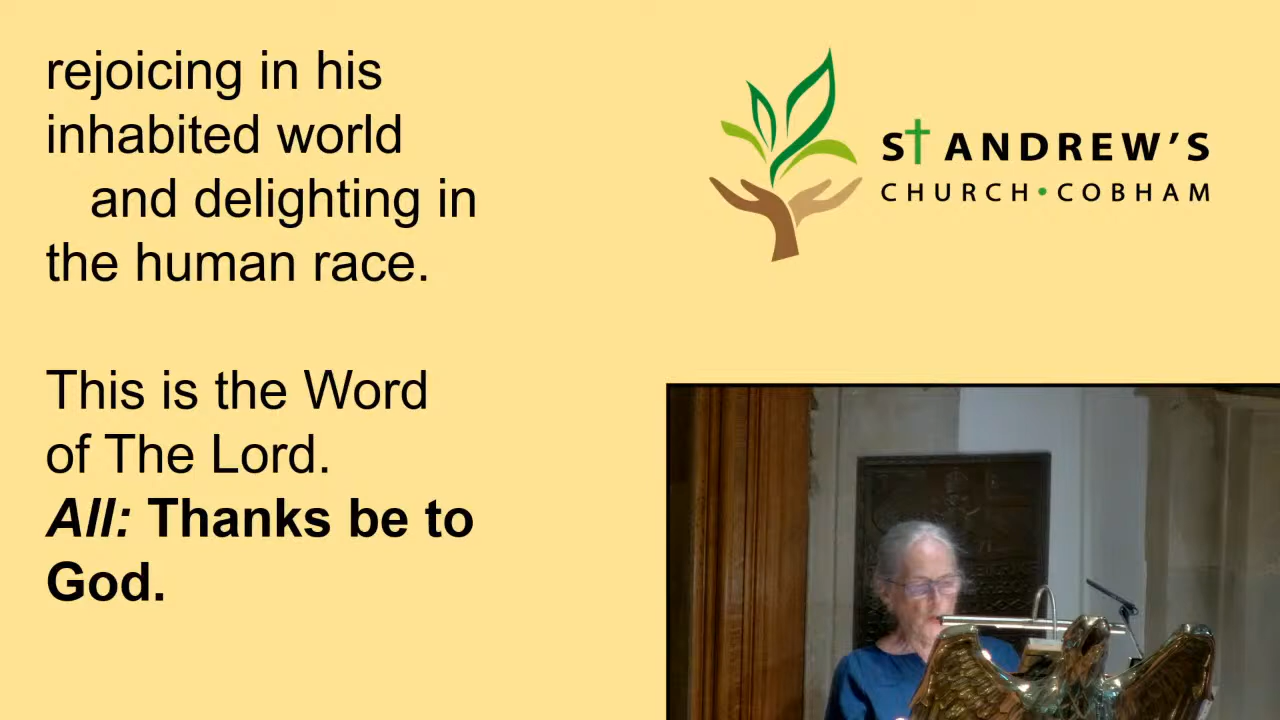 rejoicing in his
inhabited world
and delighting in
the human race.
This is the Word
of The Lord.
All: Thanks be to
God.
St ANDREW'S
CHURCH•COBHAM